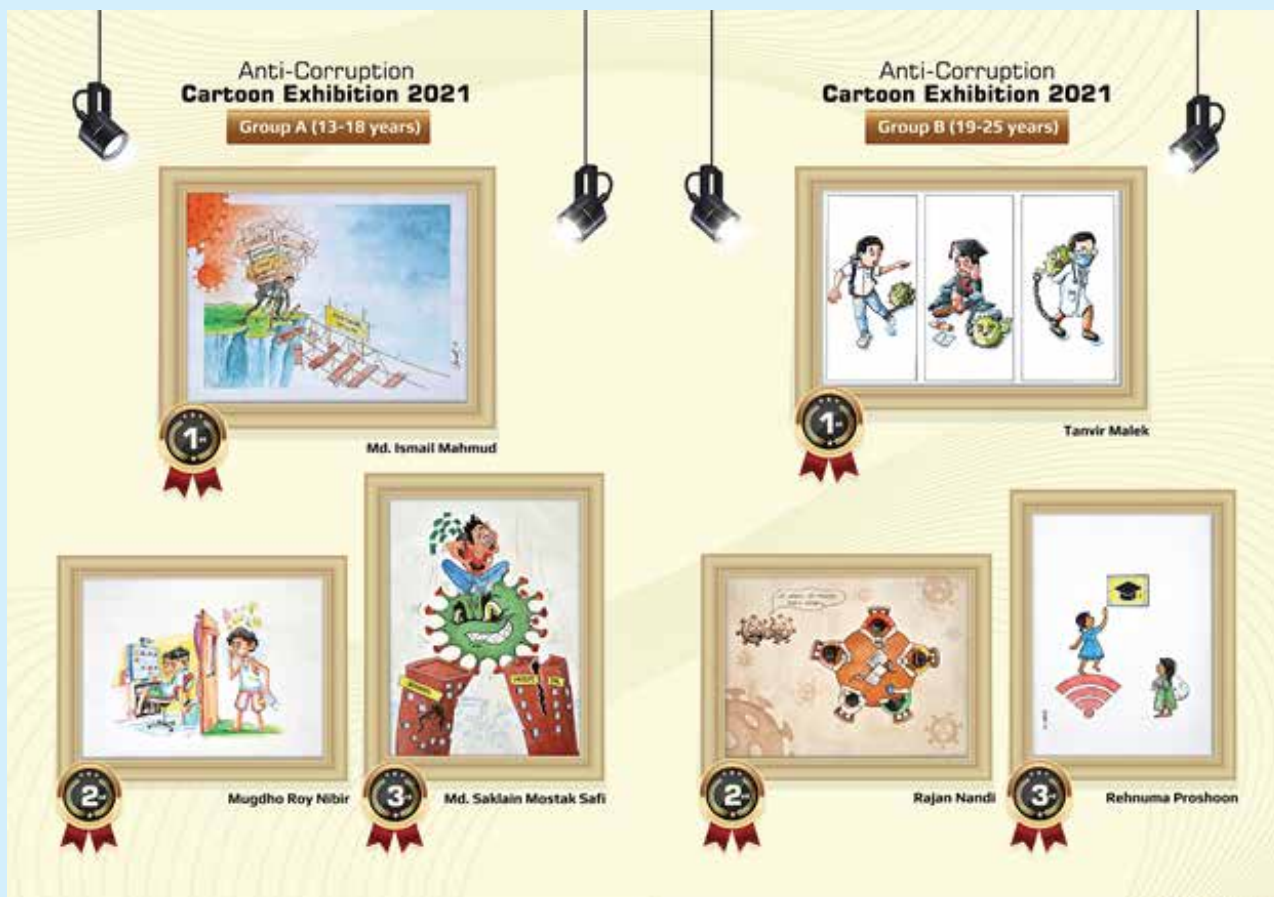 Anti-Corruption
Cartoon Exhibition 2021
Group A (13-18 years)
1st
Md. Ismail Mahmud
2
Mugdho Roy Nibir
3
Md. Saklain Mostak Safi
Anti-Corruption
Cartoon Exhibition 2021
Group B (19-25 years)
1st
Tanvir Malek
2
Rajan Nandi
3
Rehnuma Proshoon